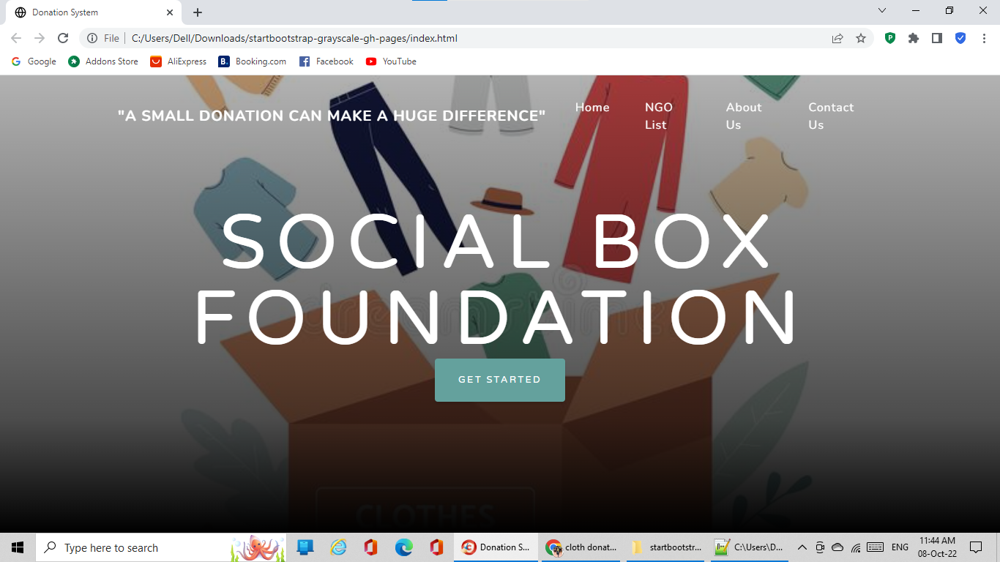 Donation System
File
C:/Users/Dell/Downloads/startbootstrap-grayscale-gh-pages/index.html
Google
Addons Store
AliExpress
B.
Booking.com
Facebook
YouTube
"A SMALL DONATION CAN MAKE A HUGE DIFFERENCE"
Home
NGO
List
About
Us
Contact
Us
SOCIAL BOX
FOUNDATION
dreamstime
GET STARTED
CLOTHES
Type here to search
Donation S...
cloth donat...
startbootstr...
C:\Users\D...
ENG
11:44 AM
08-Oct-22